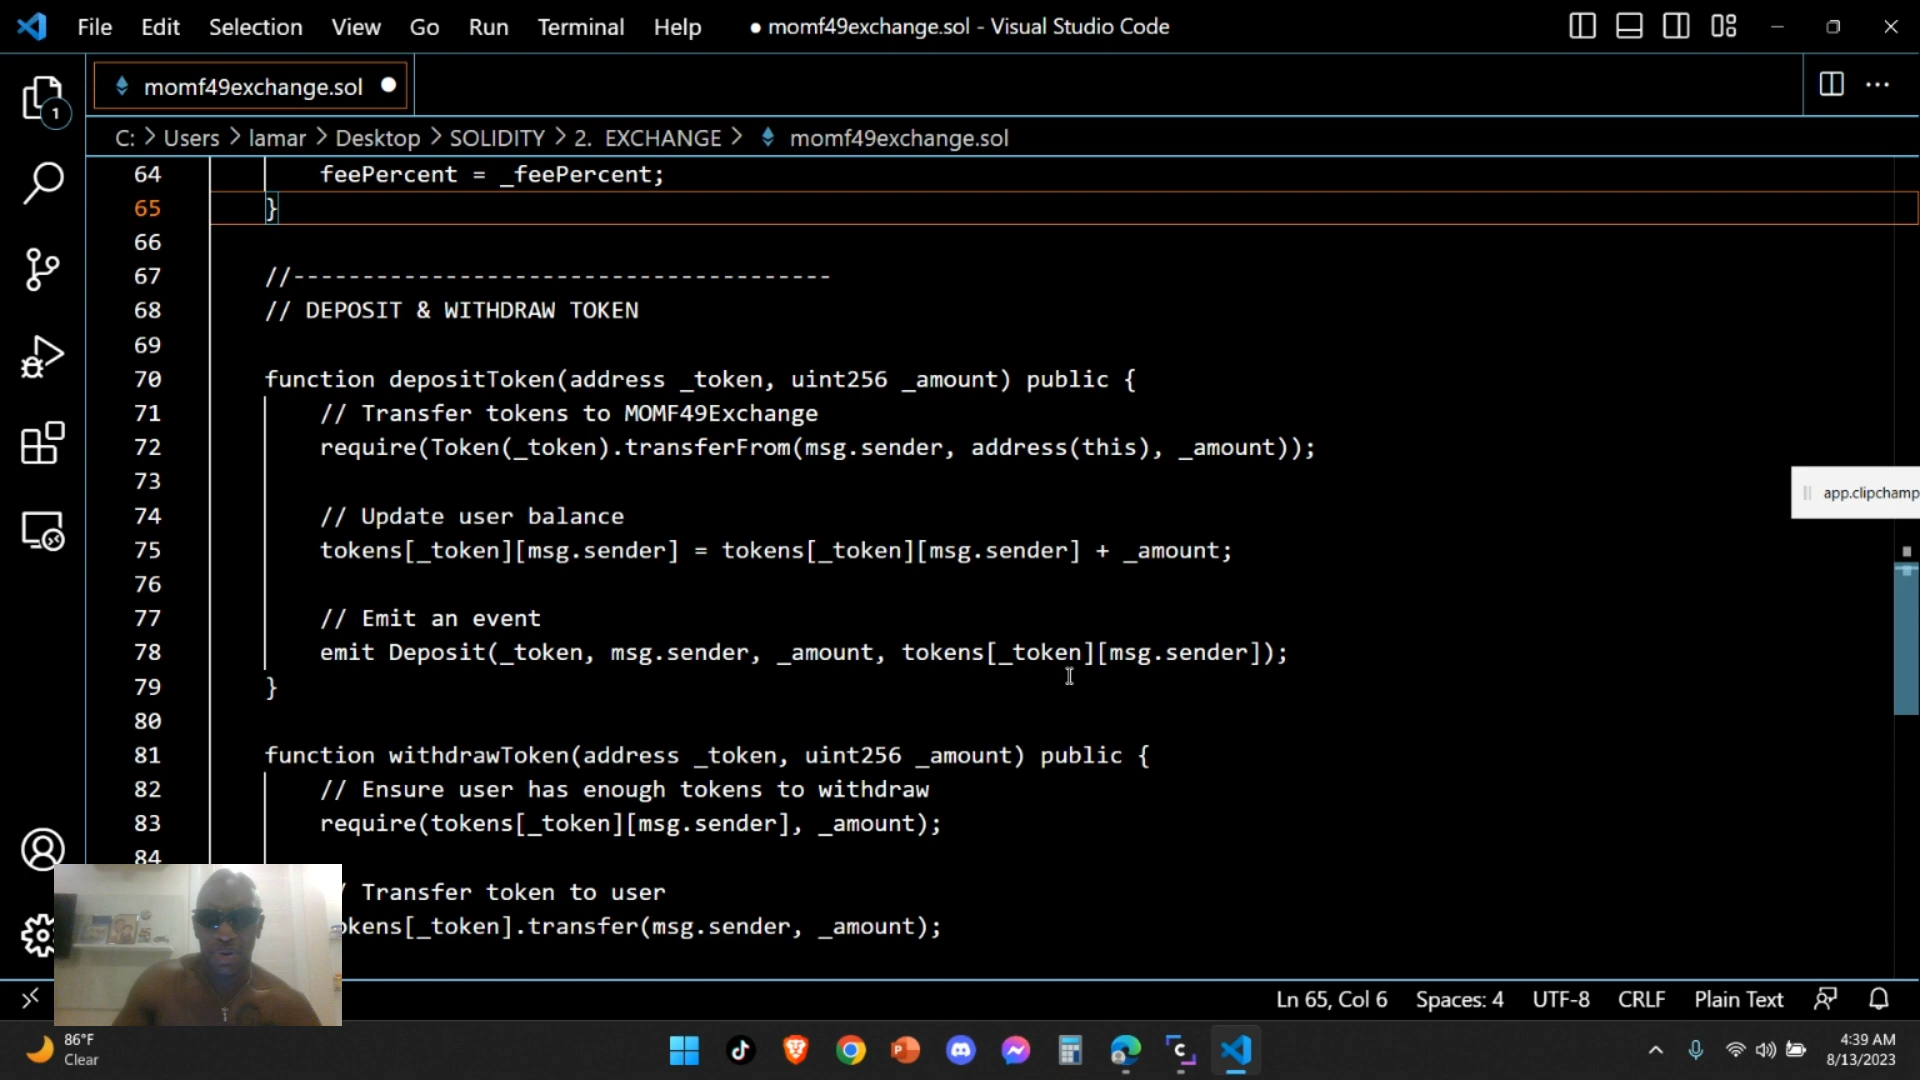 File Edit Selection View Go Run Terminal Help ● momf49exchange.sol - Visual Studio Code
momf49exchange.sol
1
C: > Users > lamar > Desktop > SOLIDITY > 2. EXCHANGE > momf49exchange.sol
64 feePercent = _feePercent;
65 }
66
67 //---------------------------------------
68 // DEPOSIT & WITHDRAW TOKEN
69
70 function depositToken(address _token, uint256 _amount) public {
71 // Transfer tokens to MOMF49Exchange
72 require(Token(_token).transferFrom(msg.sender, address(this), _amount));
73
74 // Update user balance
75 tokens[_token][msg.sender] = tokens[_token][msg.sender] + _amount;
76
77 // Emit an event
78 emit Deposit(_token, msg.sender, _amount, tokens[_token][msg.sender]);
79 }
80
81 function withdrawToken(address _token, uint256 _amount) public {
82 // Ensure user has enough tokens to withdraw
83 require(tokens[_token][msg.sender], _amount);
84
/ Transfer token to user
okens[_token].transfer(msg.sender, _amount);
app.clipchamp
Ln 65, Col 6 Spaces: 4 UTF-8 CRLF Plain Text
86°F
Clear
4:39 AM
8/13/2023